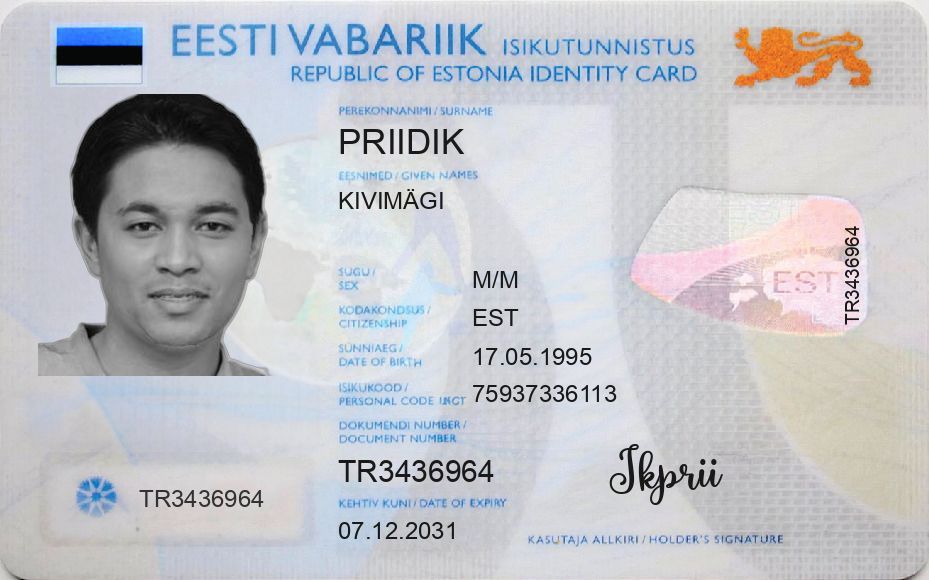 EESTI VABARIIK ISIKUTUNNISTUS
REPUBLIC OF ESTONIA IDENTITY CARD
PEREKONNANIMI / SURNAME
PRIIDIK
EESNIMED / GIVEN NAMES
KIVIMÄGI
SUGU /
SEX
M/M
KODAKONDSUS /
CITIZENSHIP
EST
SÜNNIAEG /
DATE OF BIRTH
17.05.1995
ISIKUKOOD /
PERSONAL CODE
75937336113
DOKUMENDI NUMBER /
DOCUMENT NUMBER
TR3436964
KEHTIV KUNI / DATE OF EXPIRY
07.12.2031
TR3436964
EST
TR3436964
Jkprii
KASUTAJA ALLKIRI / HOLDER'S SIGNATURE